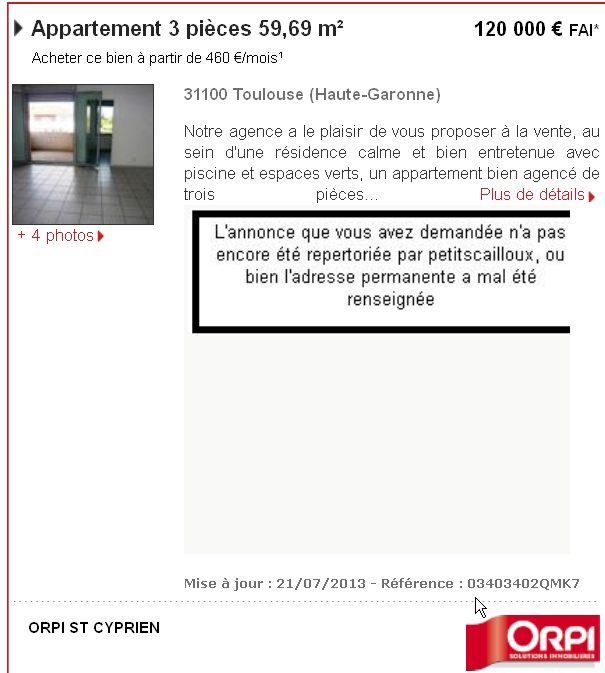 Appartement 3 pièces 59,69 m²
120 000 € FAI*
Acheter ce bien à partir de 460 €/mois¹
31100 Toulouse (Haute-Garonne)
Notre agence a le plaisir de vous proposer à la vente, au
sein d'une résidence calme et bien entretenue avec
piscine et espaces verts, un appartement bien agencé de
trois pièces... Plus de détails
+ 4 photos
L'annonce que vous avez demandée n'a pas
encore été repertoriée par petitscailloux, ou
bien l'adresse permanente a mal été
renseignée
Mise à jour : 21/07/2013 - Référence : 03403402QMK7
ORPI ST CYPRIEN
ORPI
SOLUTIONS IMMOBILIÈRES